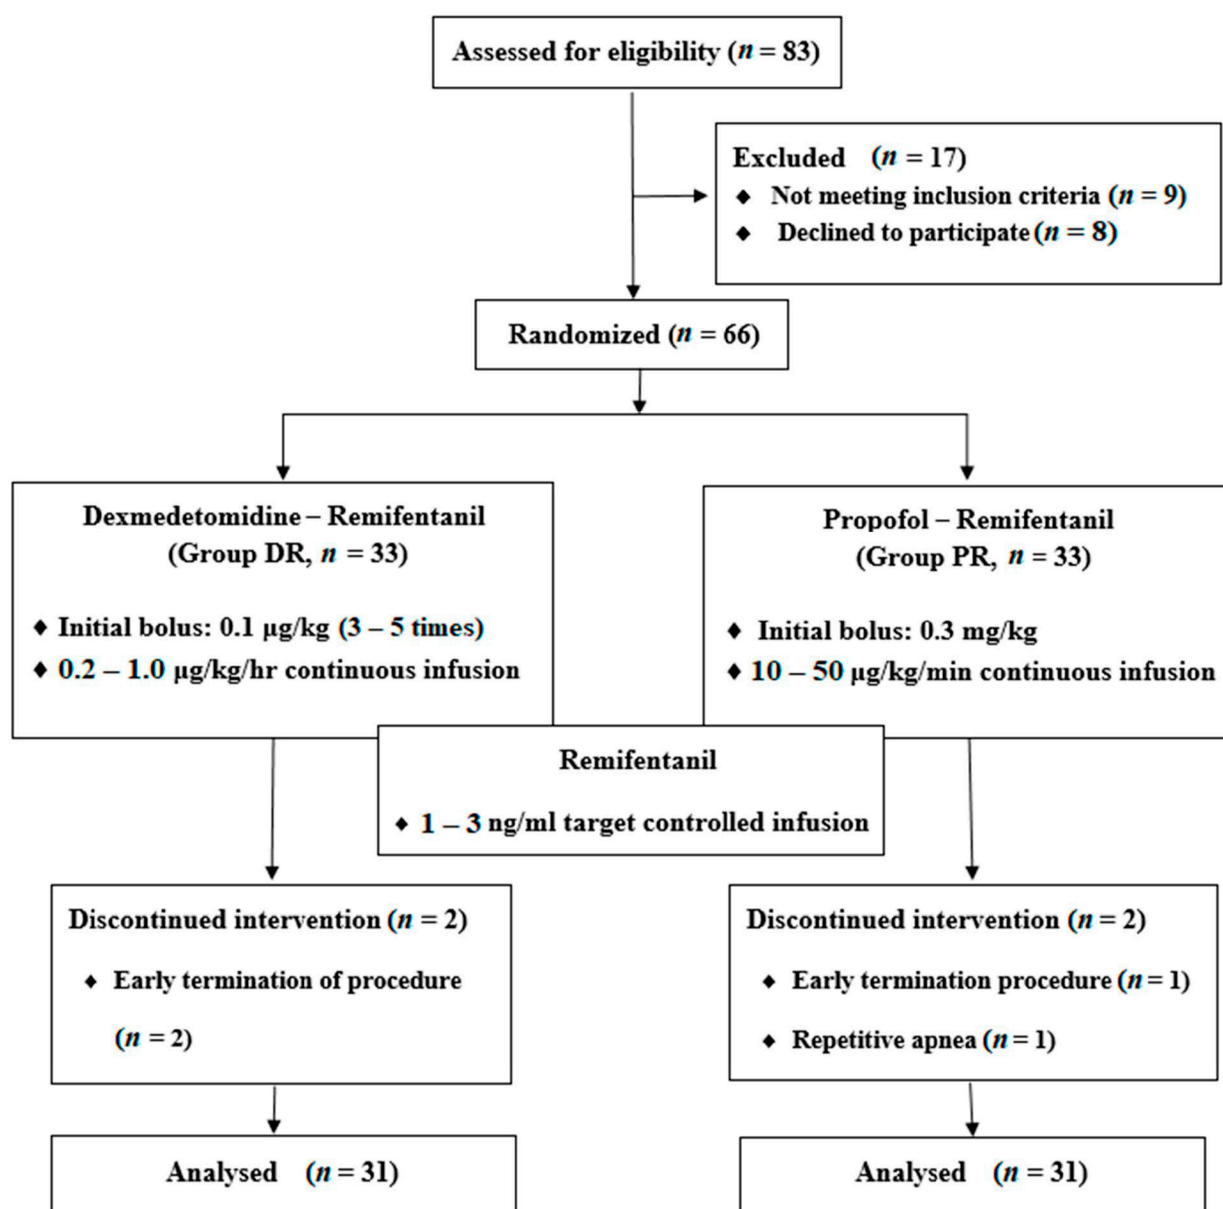 Assessed for eligibility (n = 83)
Excluded (n = 17)
♦ Not meeting inclusion criteria (n = 9)
♦ Declined to participate (n = 8)
Randomized (n = 66)
Dexmedetomidine – Remifentanil
(Group DR, n = 33)
♦ Initial bolus: 0.1 μg/kg (3 – 5 times)
♦ 0.2 – 1.0 μg/kg/hr continuous infusion
Propofol – Remifentanil
(Group PR, n = 33)
♦ Initial bolus: 0.3 mg/kg
♦ 10 – 50 μg/kg/min continuous infusion
Remifentanil
♦ 1 – 3 ng/ml target controlled infusion
Discontinued intervention (n = 2)
♦ Early termination of procedure
(n = 2)
Discontinued intervention (n = 2)
♦ Early termination procedure (n = 1)
♦ Repetitive apnea (n = 1)
Analysed (n = 31)
Analysed (n = 31)